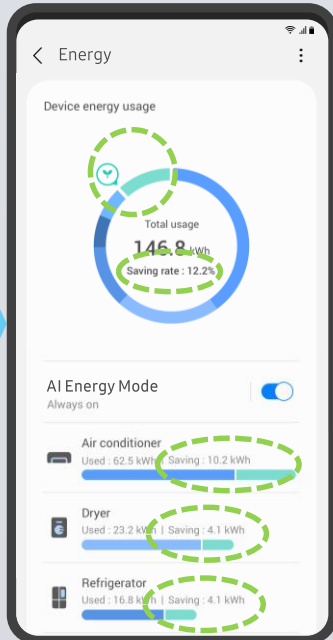 Energy
Device energy usage
Total usage
146.8 kWh
Saving rate : 12.2%
AI Energy Mode
Always on
Air conditioner
Used : 62.5 kWh | Saving : 10.2 kWh
Dryer
Used : 23.2 kWh | Saving : 4.1 kWh
Refrigerator
Used : 16.8 kWh | Saving : 4.1 kWh